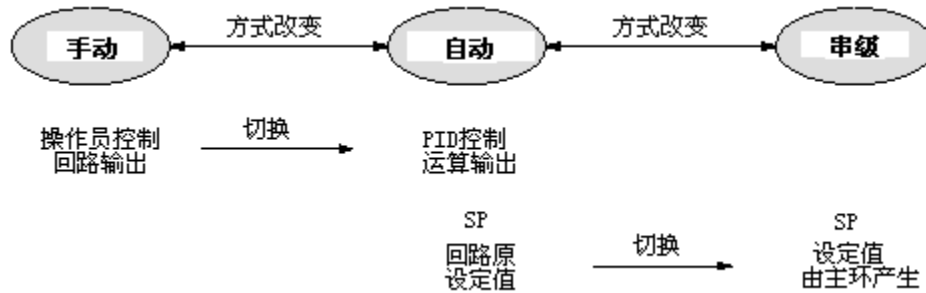 手动
方式改变
自动
方式改变
串级
操作员控制
回路输出
切换
PID控制
运算输出
SP
回路原
设定值
切换
SP
设定值
由主环产生